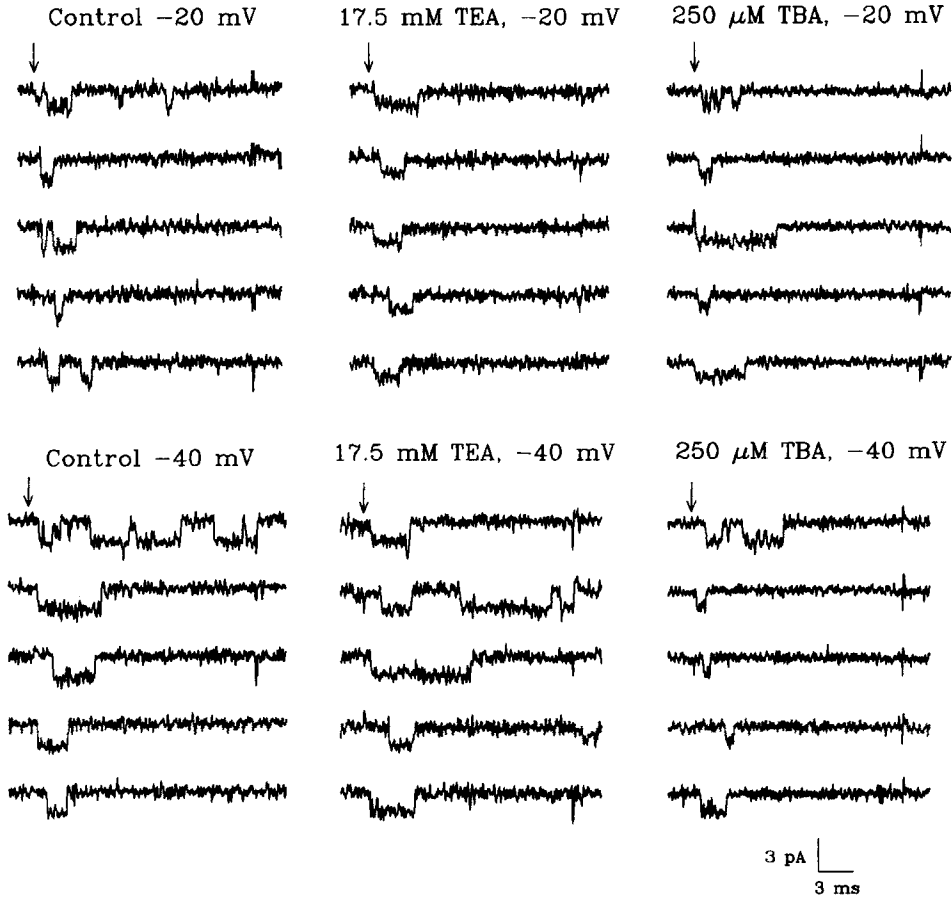 Control −20 mV
17.5 mM TEA, −20 mV
250 μM TBA, −20 mV
Control −40 mV
17.5 mM TEA, −40 mV
250 μM TBA, −40 mV
3 pA
3 ms